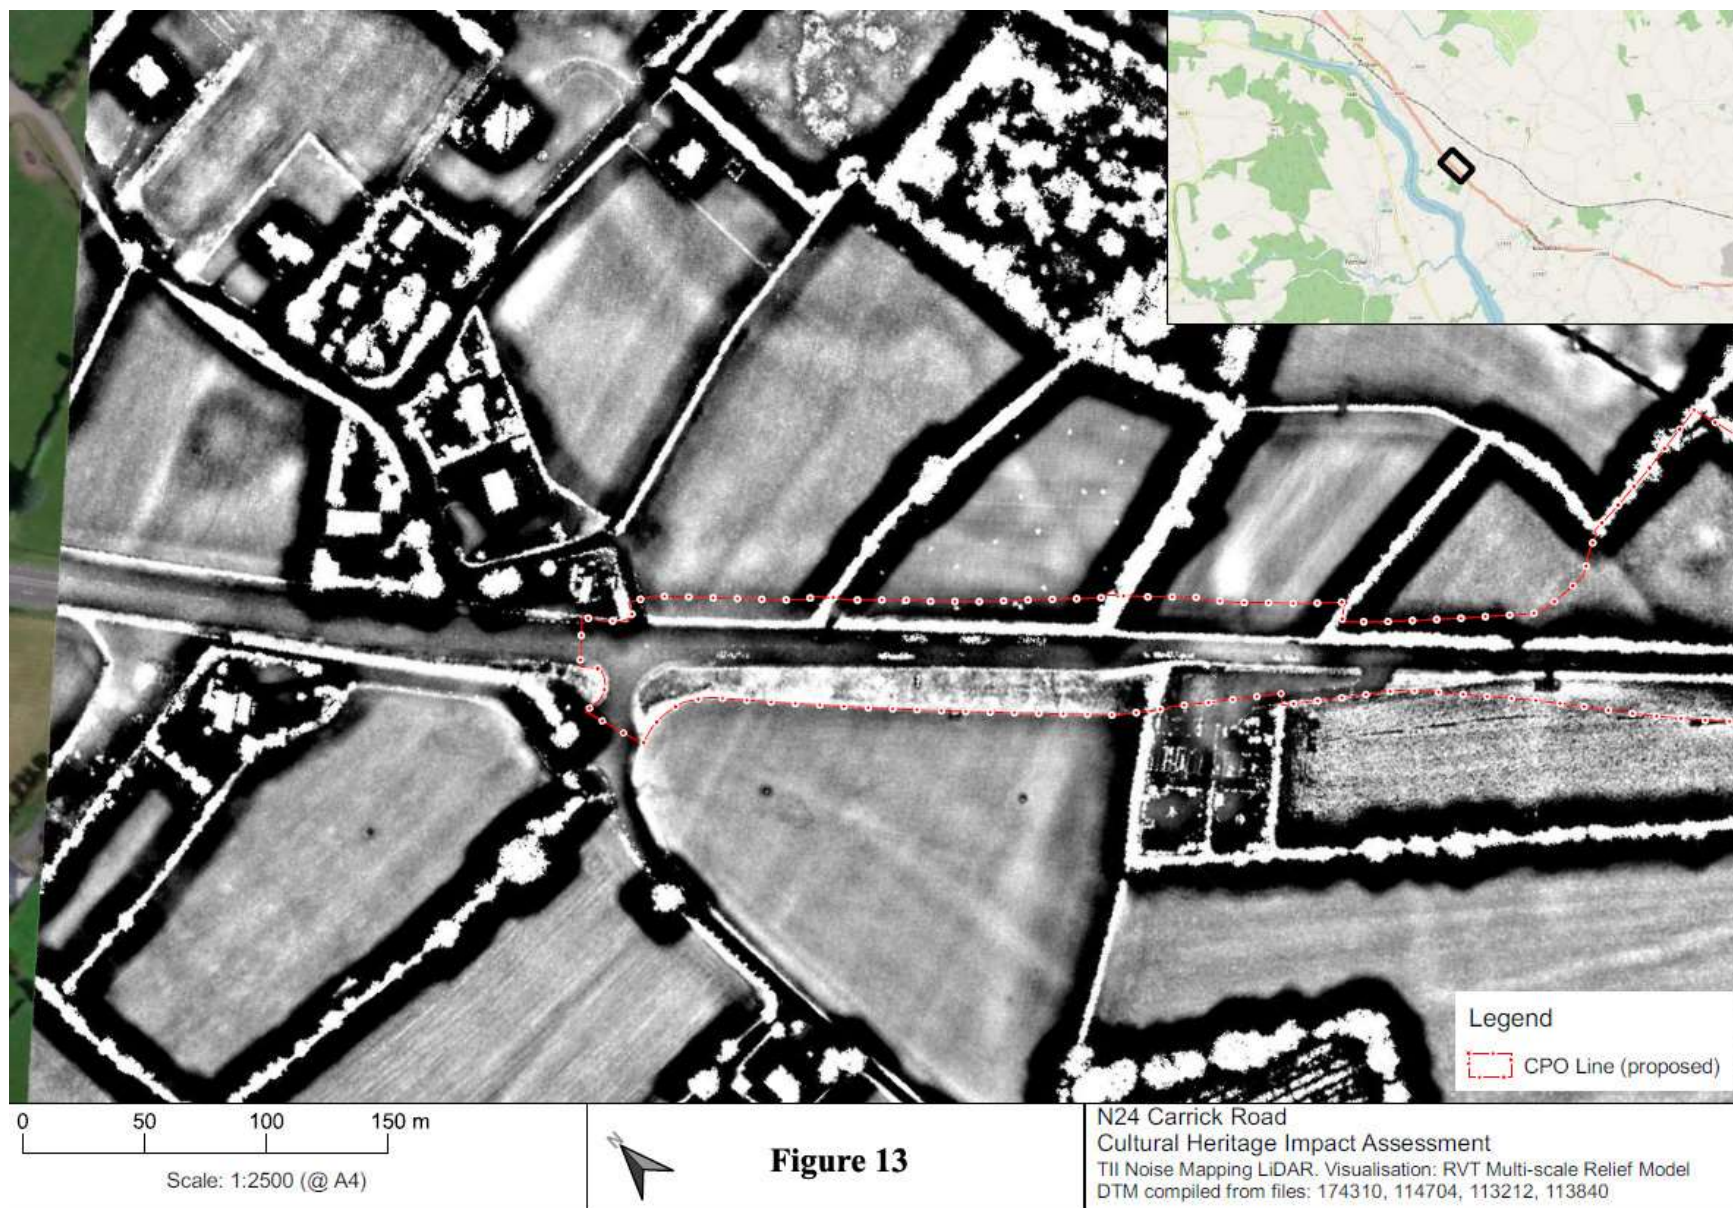 Legend
CPO Line (proposed)
0 50 100 150 m
Scale: 1:2500 (@ A4)
N
Figure 13
N24 Carrick Road
Cultural Heritage Impact Assessment
TII Noise Mapping LiDAR. Visualisation: RVT Multi-scale Relief Model
DTM compiled from files: 174310, 114704, 113212, 113840